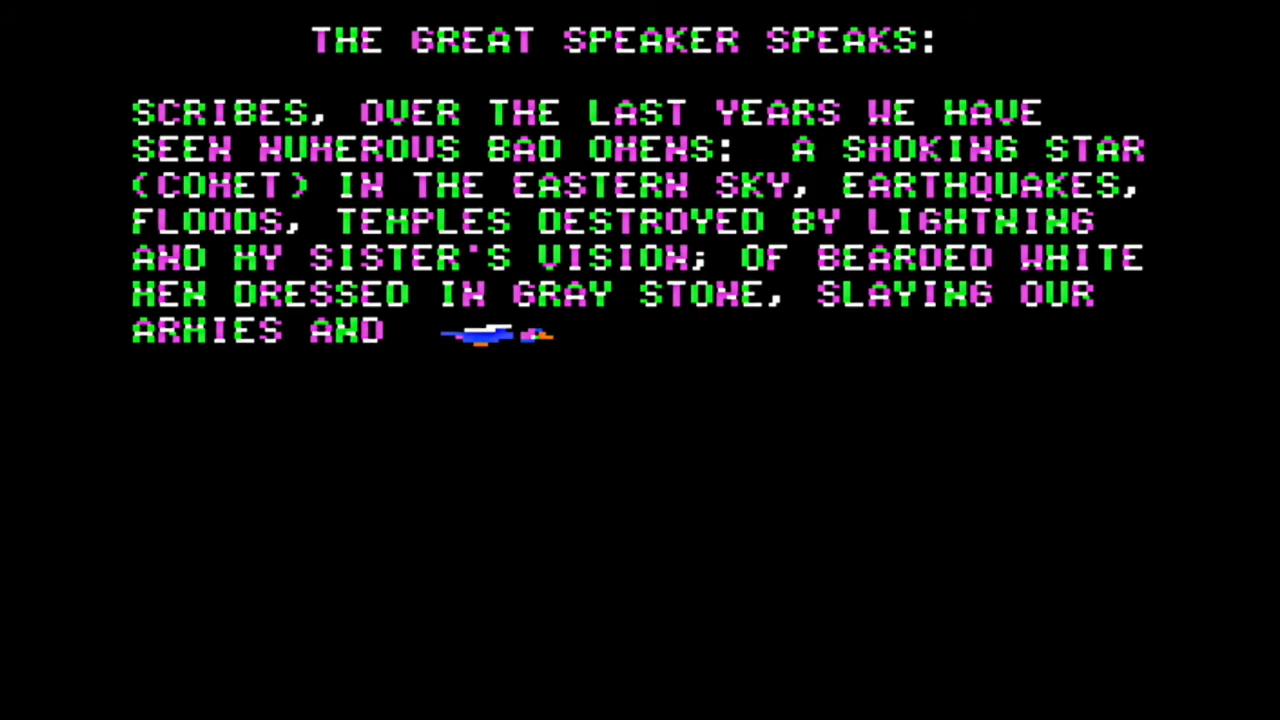 THE GREAT SPEAKER SPEAKS:
SCRIBES, OVER THE LAST YEARS WE HAVE
SEEN NUMEROUS BAD OMENS: A SMOKING STAR
(COMET) IN THE EASTERN SKY, EARTHQUAKES,
FLOODS, TEMPLES DESTROYED BY LIGHTNING
AND MY SISTER'S VISION; OF BEARDED WHITE
MEN DRESSED IN GRAY STONE, SLAYING OUR
ARMIES AND